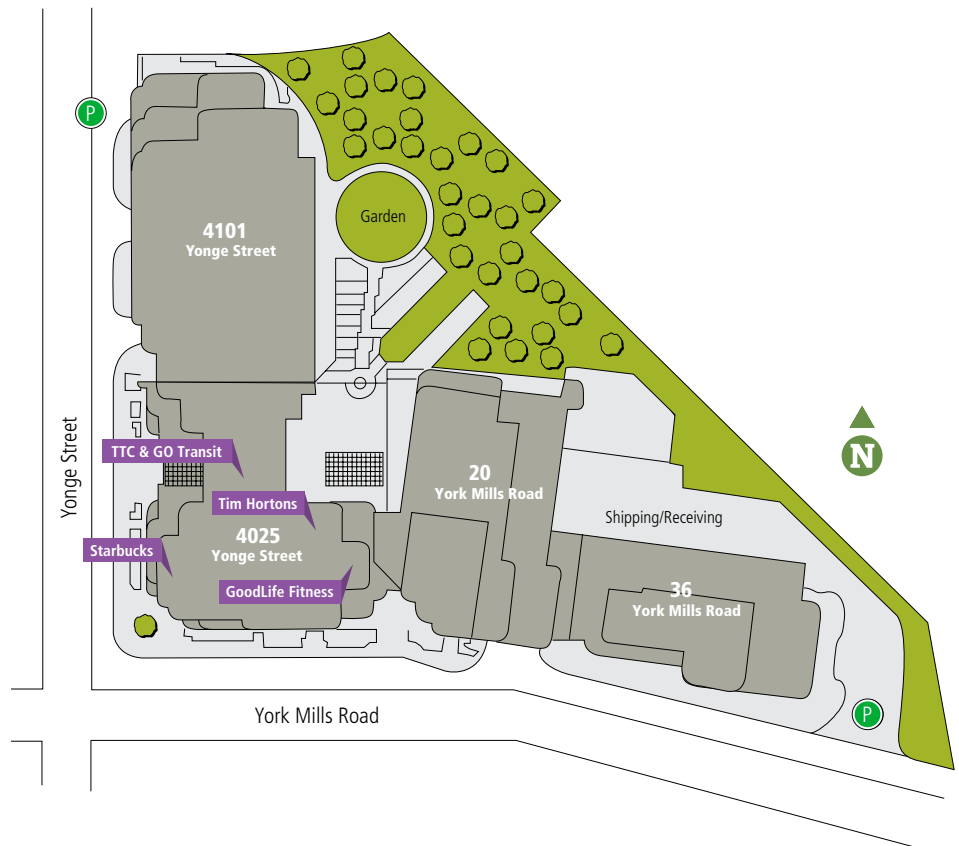 P
4101
Yonge Street
Garden
Yonge Street
TTC & GO Transit
N
20
York Mills Road
Tim Hortons
Shipping/Receiving
4025
Yonge Street
Starbucks
GoodLife Fitness
36
York Mills Road
P
York Mills Road